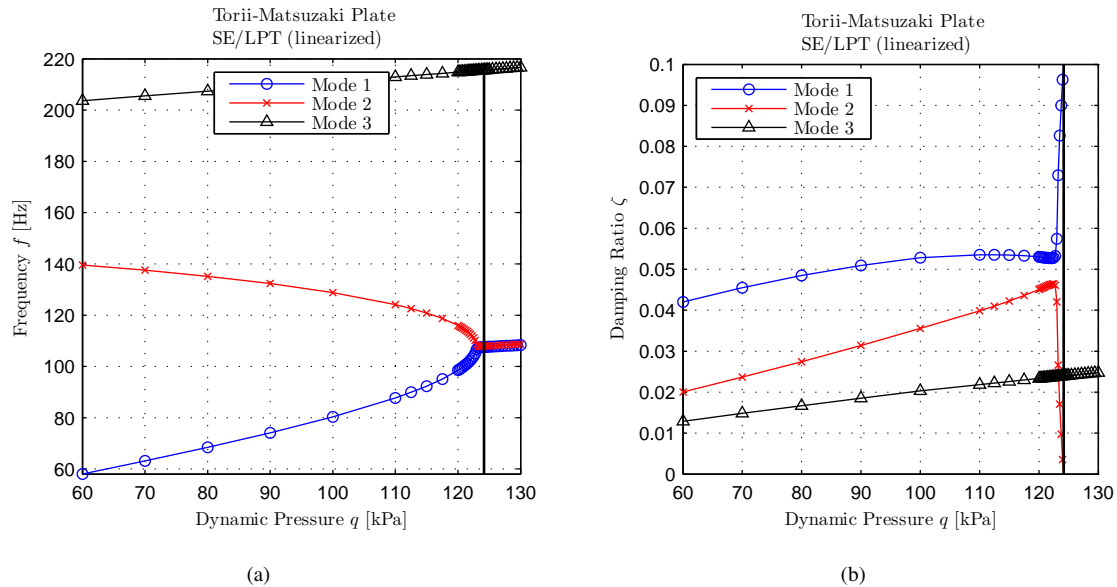 Torii-Matsuzaki Plate
SE/LPT (linearized)
Mode 1
Mode 2
Mode 3
220
200
180
160
140
120
100
80
60
Frequency f [Hz]
60 70 80 90 100 110 120 130
Dynamic Pressure q [kPa]
(a)
Torii-Matsuzaki Plate
SE/LPT (linearized)
Mode 1
Mode 2
Mode 3
0.1
0.09
0.08
0.07
0.06
0.05
0.04
0.03
0.02
0.01
0
Damping Ratio ζ
60 70 80 90 100 110 120 130
Dynamic Pressure q [kPa]
(b)